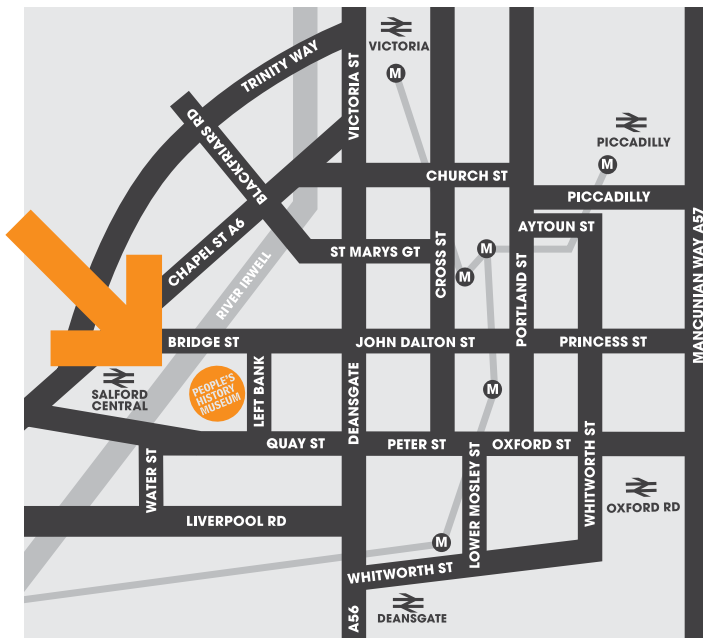 VICTORIA
M
TRINITY WAY
VICTORIA ST
BLACKFRIARS RD
PICCADILLY
M
CHURCH ST
PICCADILLY
CHAPEL ST A6
RIVER IRWELL
ST MARYS GT
CROSS ST
M
M
AYTOUN ST
PORTLAND ST
MANCUNIAN WAY A57
BRIDGE ST
JOHN DALTON ST
PRINCESS ST
SALFORD
CENTRAL
PEOPLE'S
HISTORY
MUSEUM
LEFT BANK
DEANSGATE
M
QUAY ST
PETER ST
OXFORD ST
WATER ST
LOWER MOSLEY ST
WHITWORTH ST
OXFORD RD
LIVERPOOL RD
M
WHITWORTH ST
A56
DEANSGATE